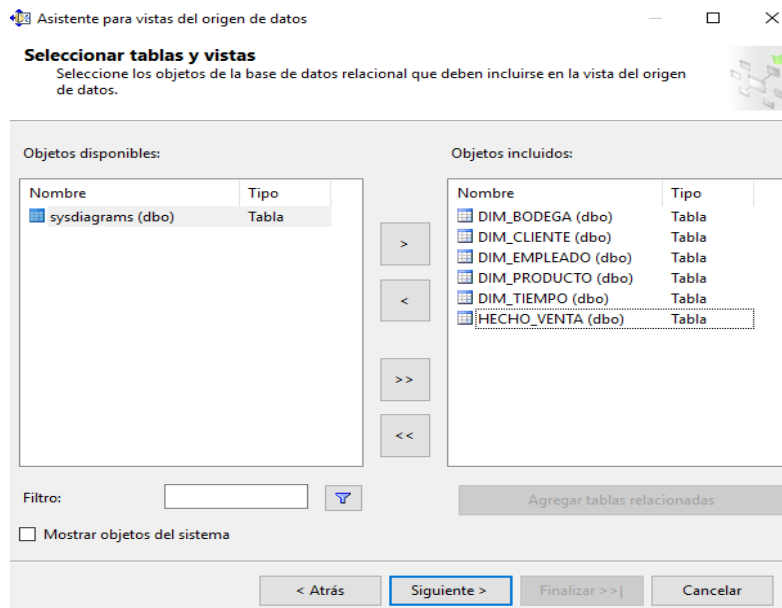 Asistente para vistas del origen de datos
Seleccionar tablas y vistas
Seleccione los objetos de la base de datos relacional que deben incluirse en la vista del origen
de datos.
Objetos disponibles:
Nombre Tipo
sysdiagrams (dbo) Tabla
>
<
>>
<<
Objetos incluidos:
Nombre Tipo
DIM_BODEGA (dbo) Tabla
DIM_CLIENTE (dbo) Tabla
DIM_EMPLEADO (dbo) Tabla
DIM_PRODUCTO (dbo) Tabla
DIM_TIEMPO (dbo) Tabla
HECHO_VENTA (dbo) Tabla
Filtro:
Agregar tablas relacionadas
Mostrar objetos del sistema
< Atrás Siguiente > Finalizar >>| Cancelar